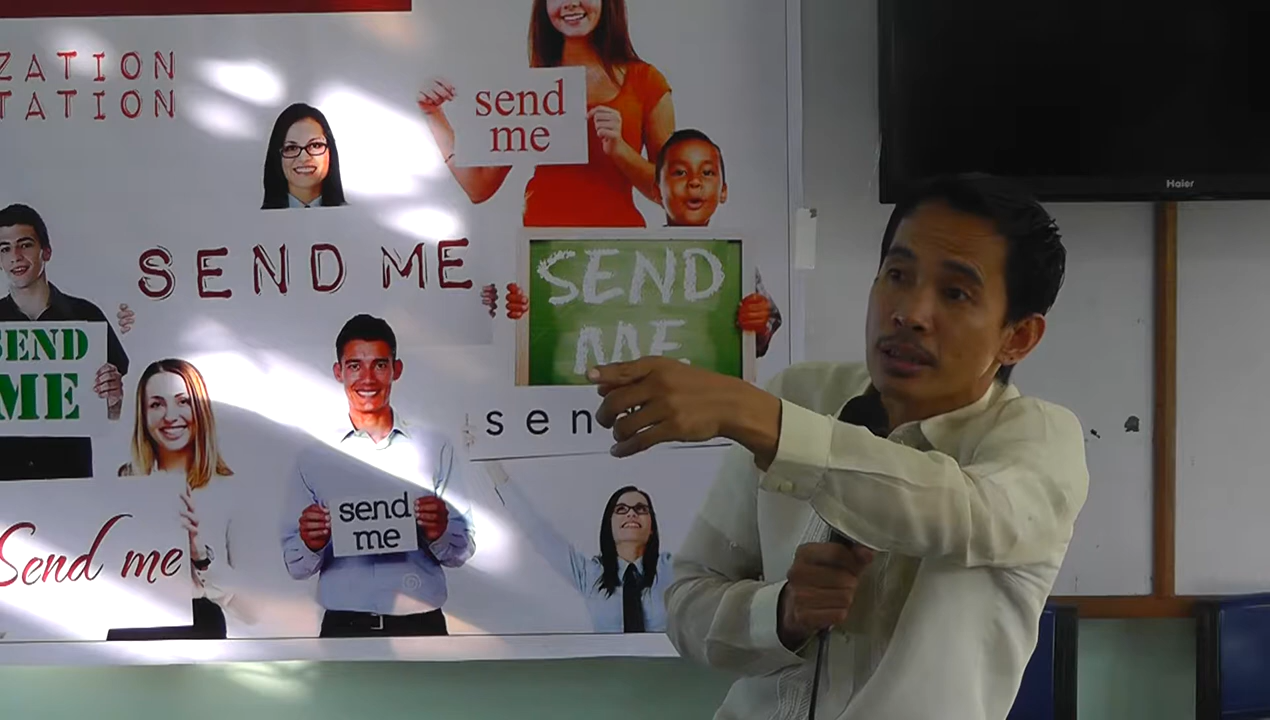 ZATION
TATION
send
me
SEND ME
SEND
ME
SEND
ME
sen
send
me
Send me
Haier